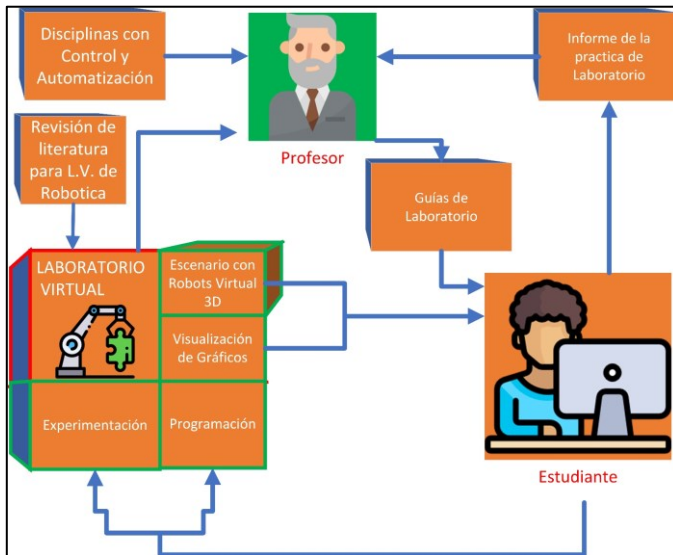 Disciplinas con
Control y
Automatización
Informe de la
practica de
Laboratorio
Profesor
Revisión de
literatura
para L.V. de
Robotica
Guías de
Laboratorio
LABORATORIO
VIRTUAL
Escenario con
Robots Virtual
3D
Visualización
de Gráficos
Experimentación
Programación
Estudiante